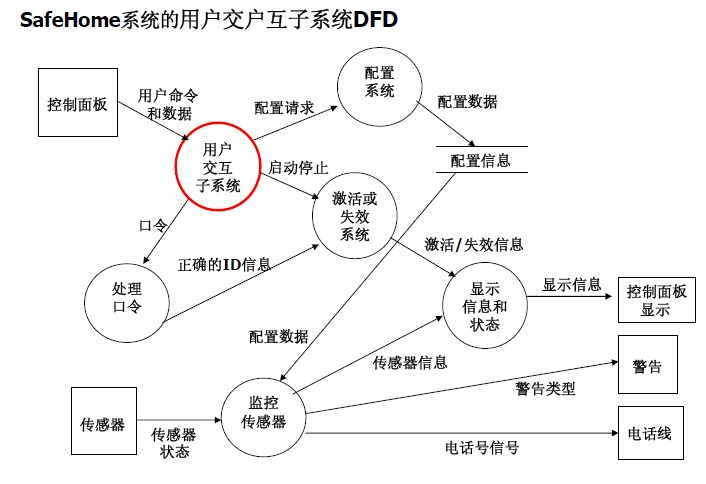 SafeHome系统的用户交户互子系统DFD
配置
系统
控制面板
用户命令
和数据
配置请求
配置数据
用户
交互
子系统
配置信息
启动停止
激活或
失效
系统
口令
激活/失效信息
正确的ID信息
处理
口令
显示
信息和
状态
显示信息
控制面板
显示
配置数据
传感器信息
警告
警告类型
监控
传感器
传感器
传感器
状态
电话号信号
电话线